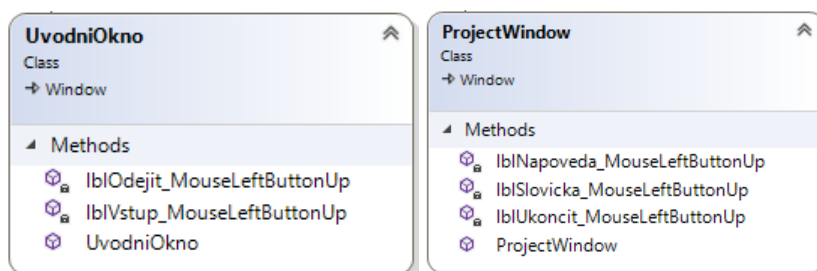 UvodniOkno
Class
Window
Methods
lblOdejit_MouseLeftButtonUp
lblVstup_MouseLeftButtonUp
UvodniOkno
ProjectWindow
Class
Window
Methods
lblNapoveda_MouseLeftButtonUp
lblSlovicka_MouseLeftButtonUp
lblUkoncit_MouseLeftButtonUp
ProjectWindow